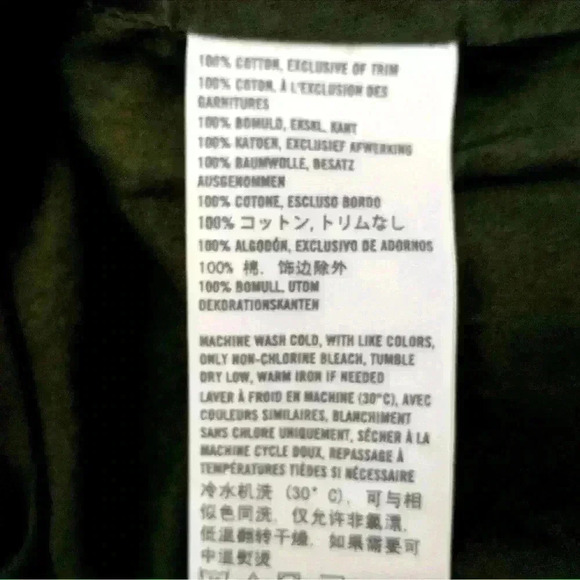 100% COTTON, EXCLUSIVE OF TRIM
100% COTON, À L'EXCLUSION DES
GARNITURES
100% BOMULD, EKSKL. KANT
100% KATOEN, EXCLUSIEF AFWERKING
100% BAUMWOLLE, BESATZ
AUSGENOMMEN
100% COTONE, ESCLUSO BORDO
100% コットン, トリムなし
100% ALGODÓN, EXCLUSIVO DE ADORNOS
100% 棉, 饰边除外
100% BOMULL, UTOM
DEKORATIONSKANTEN
MACHINE WASH COLD, WITH LIKE COLORS,
ONLY NON-CHLORINE BLEACH, TUMBLE
DRY LOW, WARM IRON IF NEEDED
LAVER À FROID EN MACHINE (30°C), AVEC
COULEURS SIMILAIRES, BLANCHIMENT
SANS CHLORE UNIQUEMENT, SÉCHER À LA
MACHINE CYCLE DOUX, REPASSAGE À
TEMPÉRATURES TIÈDES SI NÉCESSAIRE
冷水机洗 (30° C), 可与相
似色同洗, 仅允许非氯漂,
低温翻转干燥, 如果需要可
中温熨烫